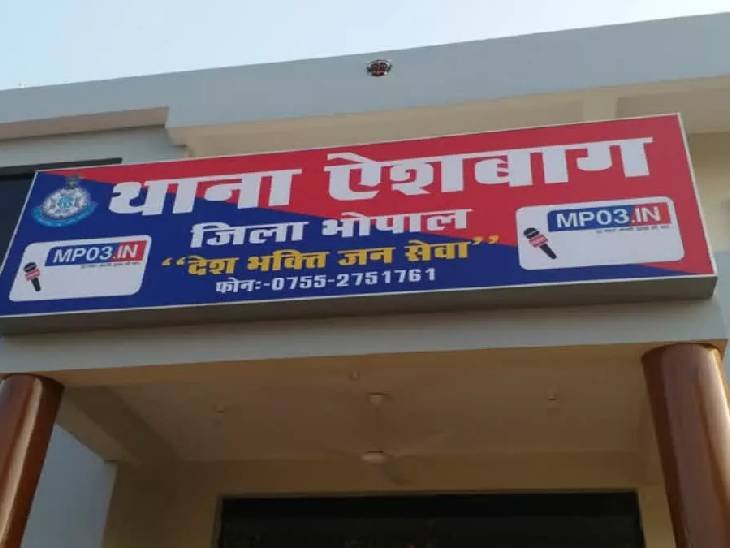 थाना ऐशबाग
जिला भोपाल
“देश भक्ति जन सेवा”
फोनः-0755-2751761
MP03.IN
MP03.IN